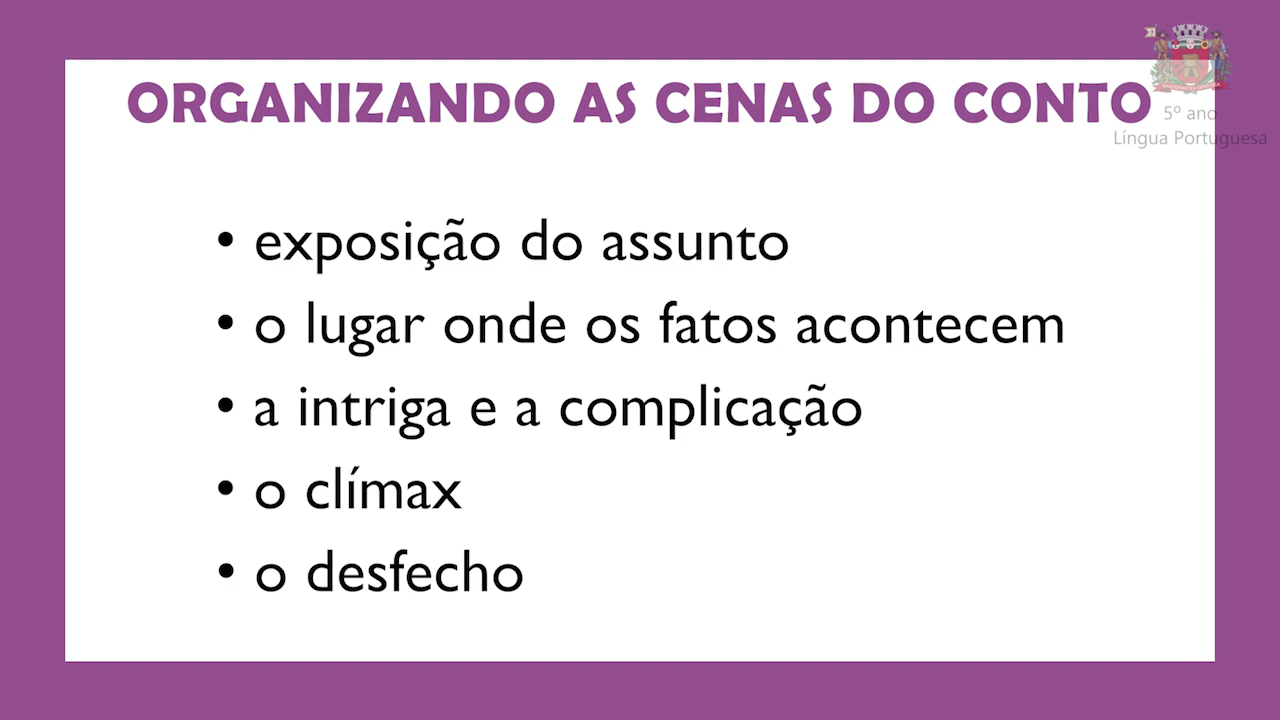 ORGANIZANDO AS CENAS DO CONTO
5º ano
Língua Portuguesa
• exposição do assunto
• o lugar onde os fatos acontecem
• a intriga e a complicação
• o clímax
• o desfecho